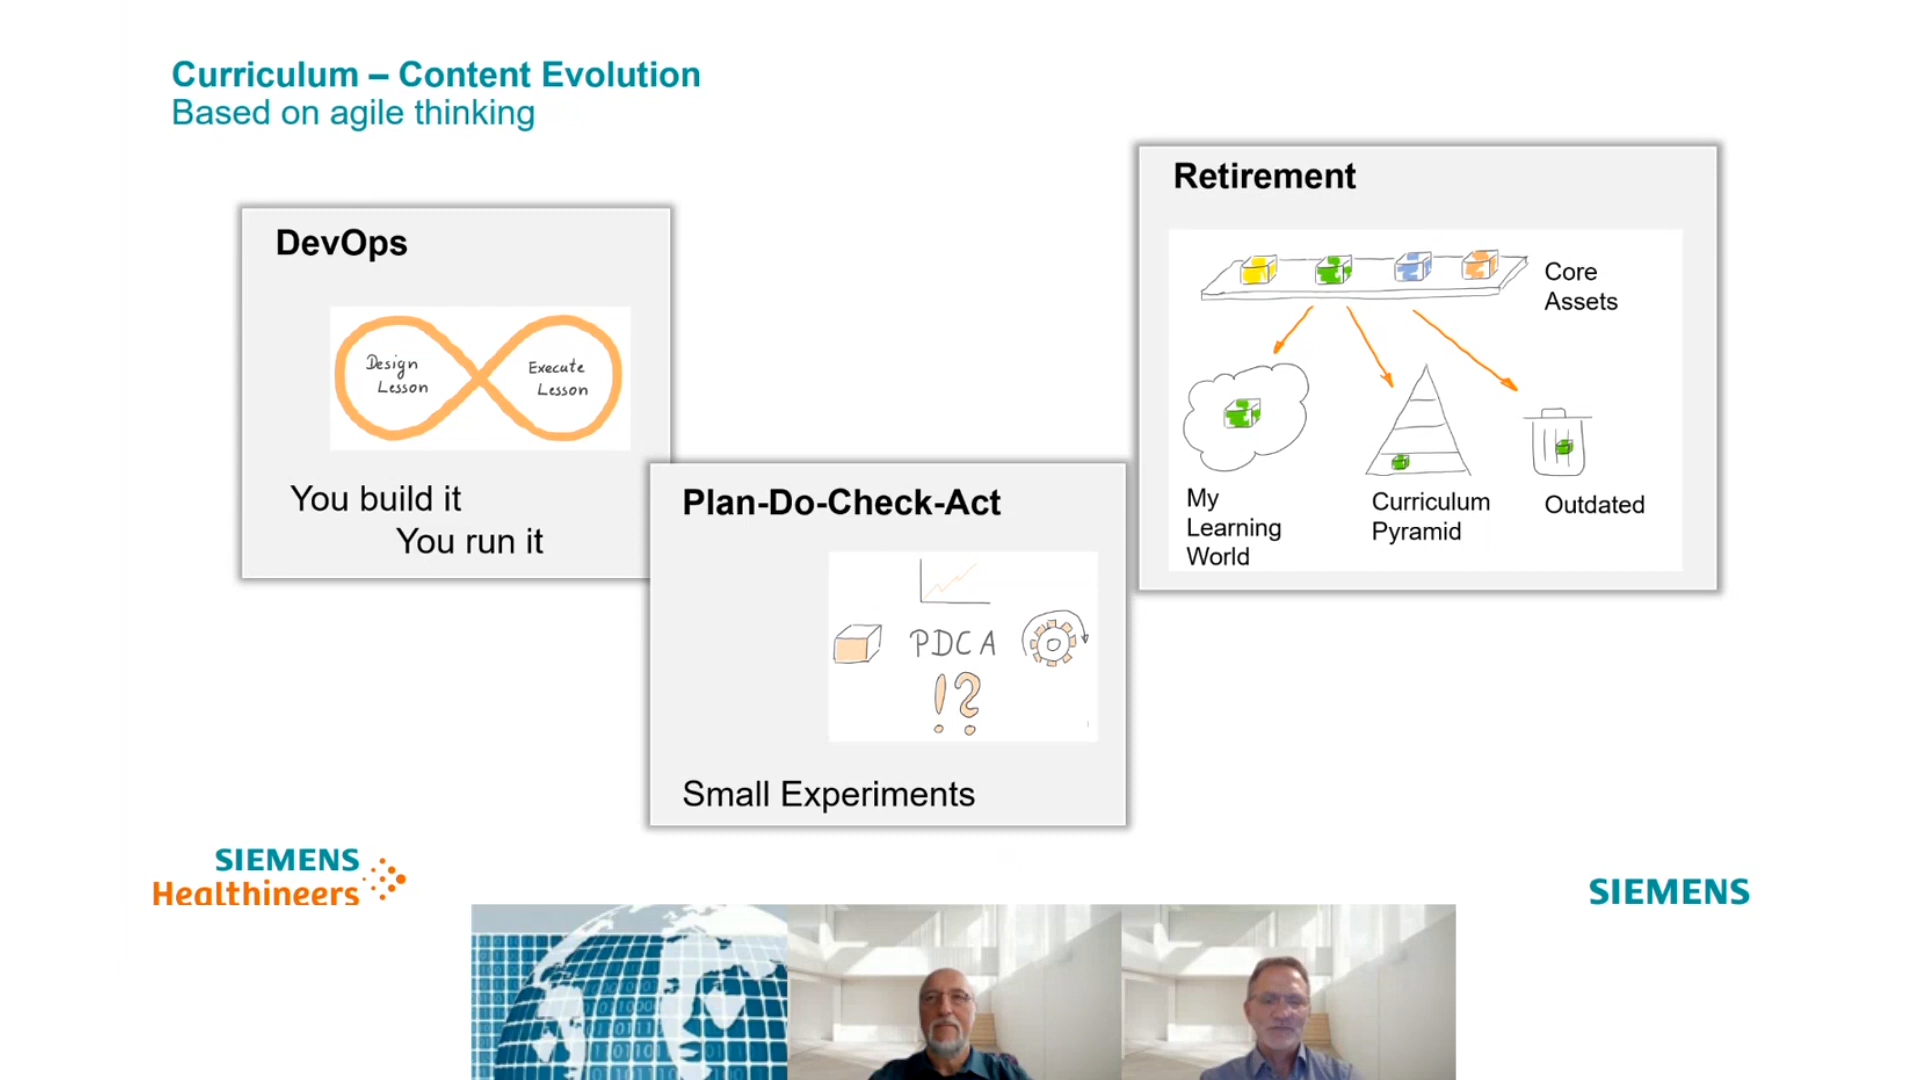 Curriculum – Content Evolution
Based on agile thinking
DevOps
Design
Lesson
Execute
Lesson
You build it
You run it
Plan-Do-Check-Act
PDCA
!?
Small Experiments
Retirement
Core
Assets
My
Learning
World
Curriculum
Pyramid
Outdated
SIEMENS
Healthineers
SIEMENS